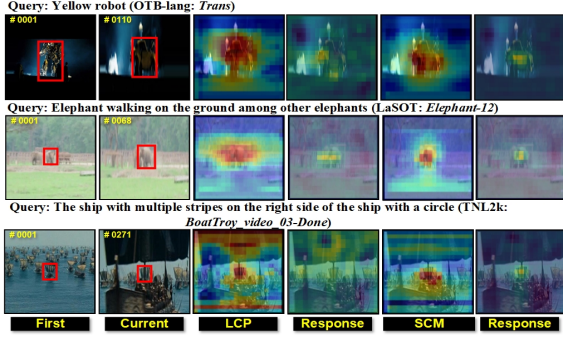 Query: Yellow robot (OTB-lang: Trans)
# 0001 # 0110
Query: Elephant walking on the ground among other elephants (LaSOT: Elephant-12)
# 0001 # 0068
Query: The ship with multiple stripes on the right side of the ship with a circle (TNL2k:
BoatTroy_video_03-Done)
# 0001 # 0271
First Current LCP Response SCM Response